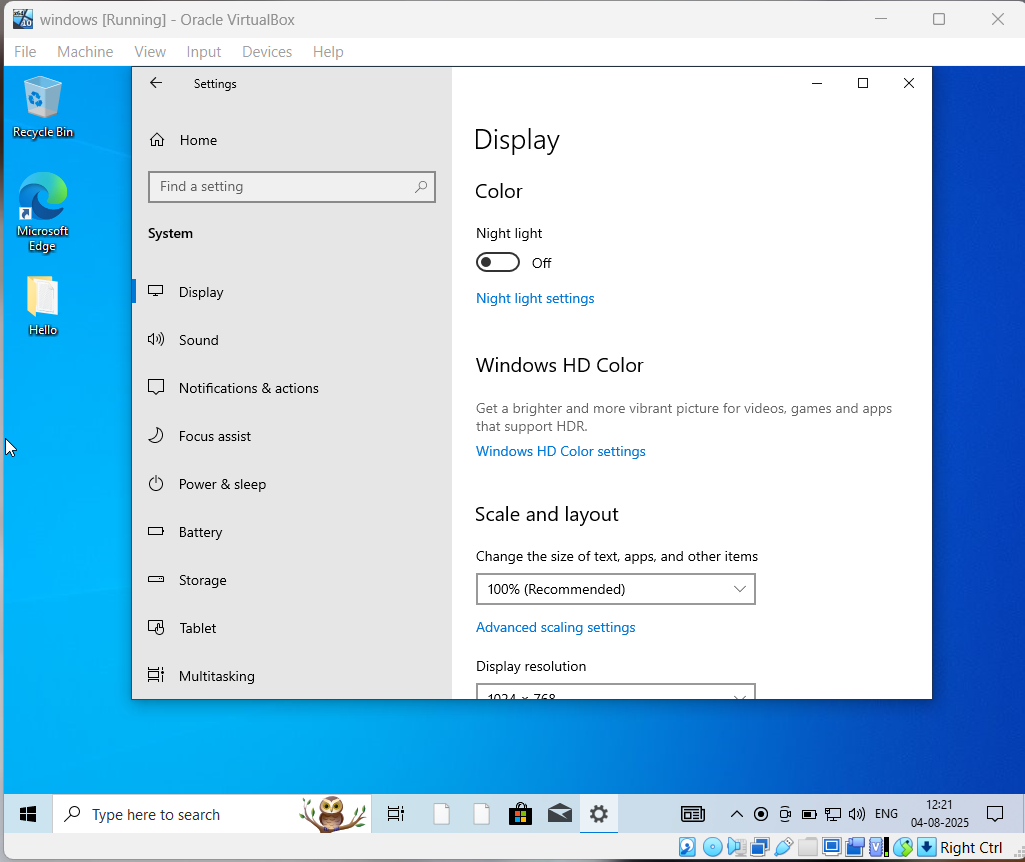 windows [Running] - Oracle VirtualBox
File Machine View Input Devices Help
Recycle Bin
Microsoft
Edge
Hello
Settings
Home
Find a setting
System
Display
Sound
Notifications & actions
Focus assist
Power & sleep
Battery
Storage
Tablet
Multitasking
Display
Color
Night light
Off
Night light settings
Windows HD Color
Get a brighter and more vibrant picture for videos, games and apps
that support HDR.
Windows HD Color settings
Scale and layout
Change the size of text, apps, and other items
100% (Recommended)
Advanced scaling settings
Display resolution
1024 × 768
Type here to search
ENG
12:21
04-08-2025
Right Ctrl